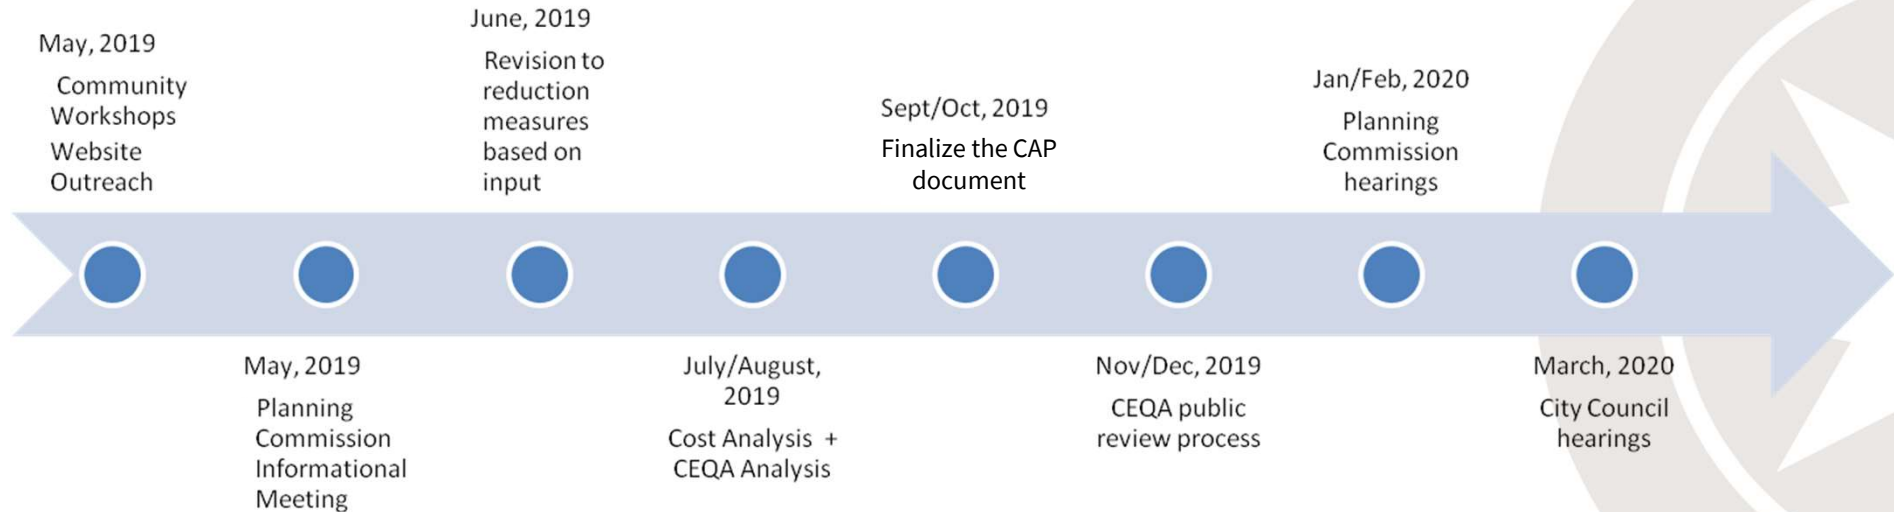 May, 2019
Community
Workshops
Website
Outreach
May, 2019
Planning
Commission
Informational
Meeting
June, 2019
Revision to
reduction
measures
based on
input
July/August,
2019
Cost Analysis +
CEQA Analysis
Sept/Oct, 2019
Finalize the CAP
document
Nov/Dec, 2019
CEQA public
review process
Jan/Feb, 2020
Planning
Commission
hearings
March, 2020
City Council
hearings